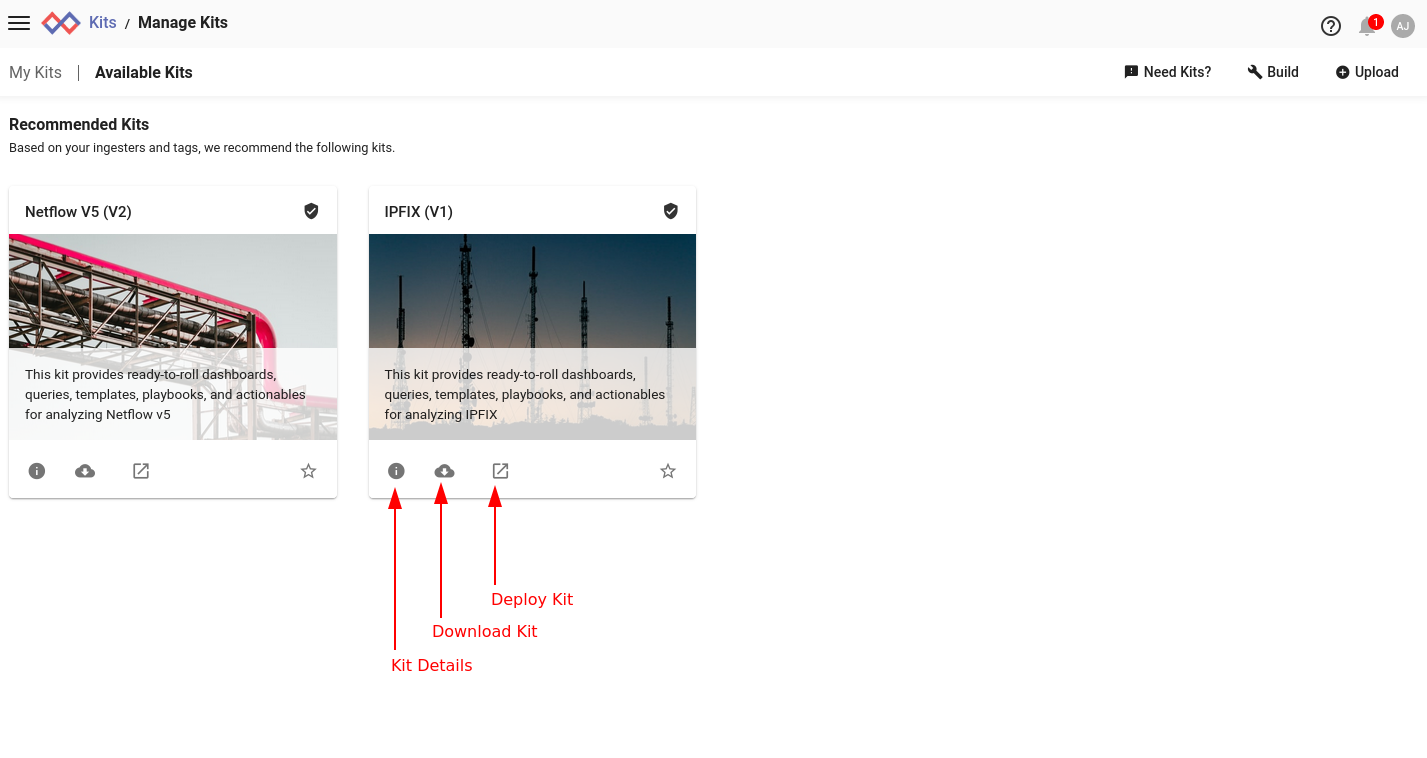 Kits / Manage Kits
1
AJ
My Kits | Available Kits
Need Kits?
Build
Upload
Recommended Kits
Based on your ingesters and tags, we recommend the following kits.
Netflow V5 (V2)
This kit provides ready-to-roll dashboards,
queries, templates, playbooks, and actionables
for analyzing Netflow v5
IPFIX (V1)
This kit provides ready-to-roll dashboards,
queries, templates, playbooks, and actionables
for analyzing IPFIX
Deploy Kit
Download Kit
Kit Details